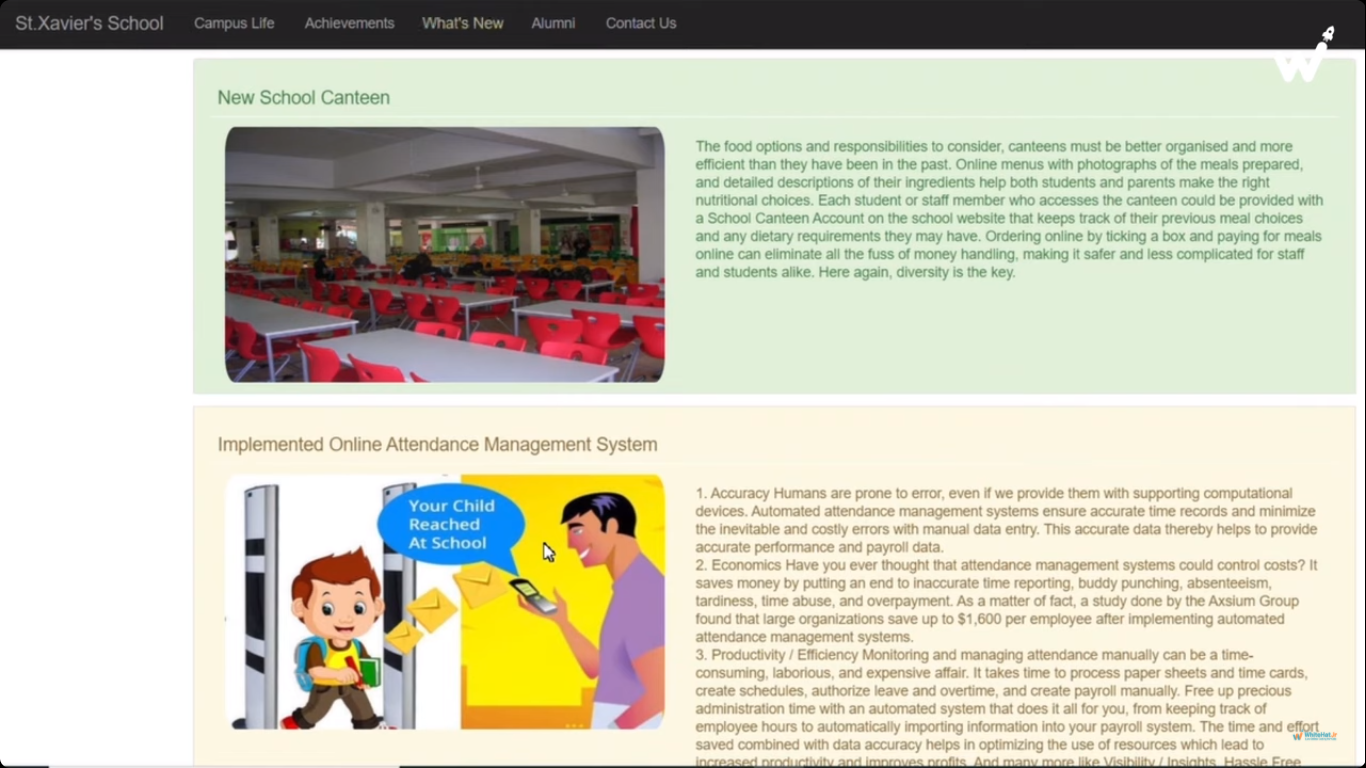 St.Xavier's School Campus Life Achievements What's New Alumni Contact Us
New School Canteen
The food options and responsibilities to consider, canteens must be better organised and more
efficient than they have been in the past. Online menus with photographs of the meals prepared,
and detailed descriptions of their ingredients help both students and parents make the right
nutritional choices. Each student or staff member who accesses the canteen could be provided with
a School Canteen Account on the school website that keeps track of their previous meal choices
and any dietary requirements they may have. Ordering online by ticking a box and paying for meals
online can eliminate all the fuss of money handling, making it safer and less complicated for staff
and students alike. Here again, diversity is the key.
Implemented Online Attendance Management System
Your Child
Reached
At School
1. Accuracy Humans are prone to error, even if we provide them with supporting computational
devices. Automated attendance management systems ensure accurate time records and minimize
the inevitable and costly errors with manual data entry. This accurate data thereby helps to provide
accurate performance and payroll data.
2. Economics Have you ever thought that attendance management systems could control costs? It
saves money by putting an end to inaccurate time reporting, buddy punching, absenteeism,
tardiness, time abuse, and overpayment. As a matter of fact, a study done by the Axsium Group
found that large organizations save up to $1,600 per employee after implementing automated
attendance management systems.
3. Productivity / Efficiency Monitoring and managing attendance manually can be a time-
consuming, laborious, and expensive affair. It takes time to process paper sheets and time cards,
create schedules, authorize leave and overtime, and create payroll manually. Free up precious
administration time with an automated system that does it all for you, from keeping track of
employee hours to automatically importing information into your payroll system. The time and effort
saved combined with data accuracy helps in optimizing the use of resources which lead to
increased productivity and improves profits. And many more like Visibility / Insights, Hassle Free
W
WhiteHat Jr